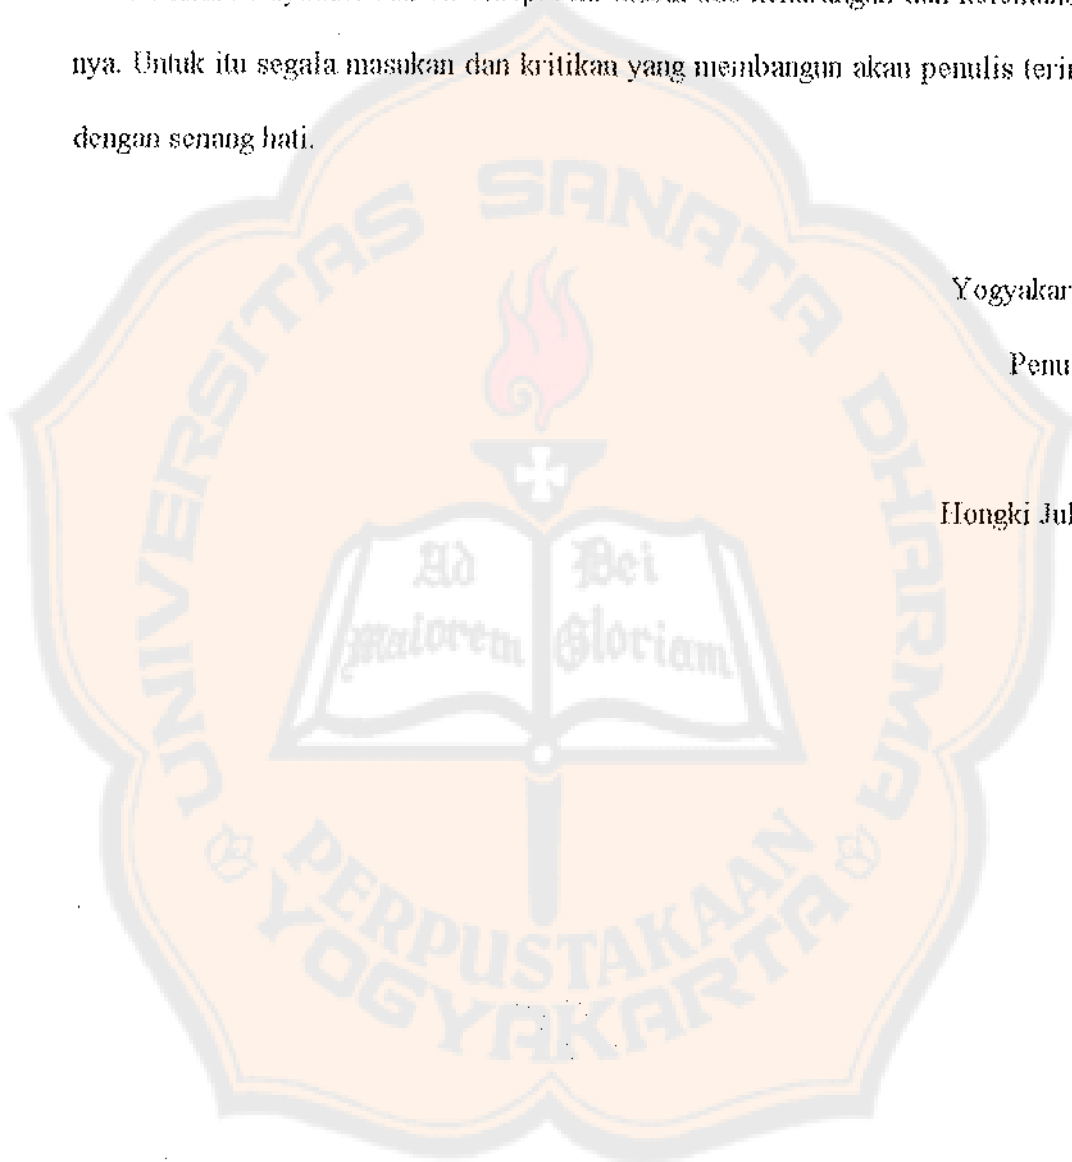 nya. Untuk itu segala masukan dan kritikan yang membangun akan penulis terin
dengan senang hati.
Yogyakar
Penu
Hongki Jul
UNIVERSITAS SANATA DHARMA
Ad Dei
Maiorem Gloriam
PERPUSTAKAAN
YOGYAKARTA